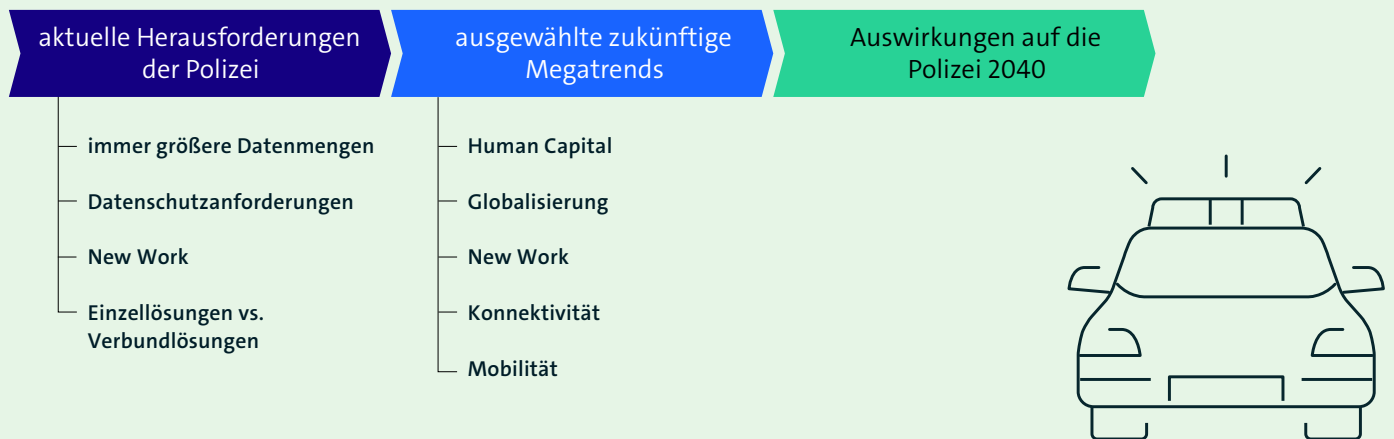 aktuelle Herausforderungen
der Polizei
ausgewählte zukünftige
Megatrends
Auswirkungen auf die
Polizei 2040
immer größere Datenmengen
Datenschutzanforderungen
New Work
Einzellösungen vs.
Verbundlösungen
Human Capital
Globalisierung
New Work
Konnektivität
Mobilität